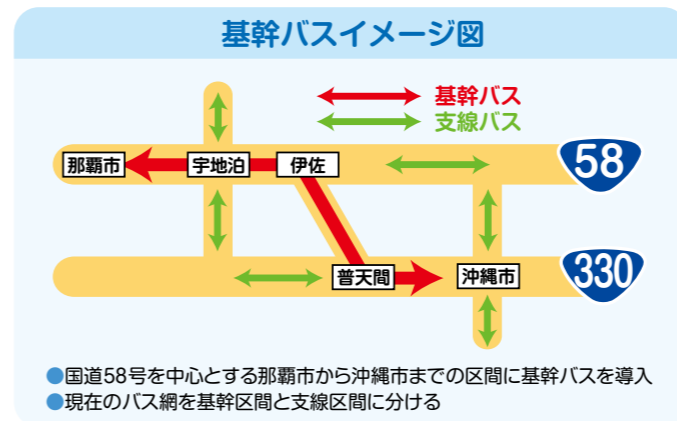 基幹バスイメージ図
基幹バス
支線バス
那覇市
宇地泊
伊佐
58
普天間
沖縄市
330
●国道58号を中心とする那覇市から沖縄市までの区間に基幹バスを導入
●現在のバス網を基幹区間と支線区間に分ける